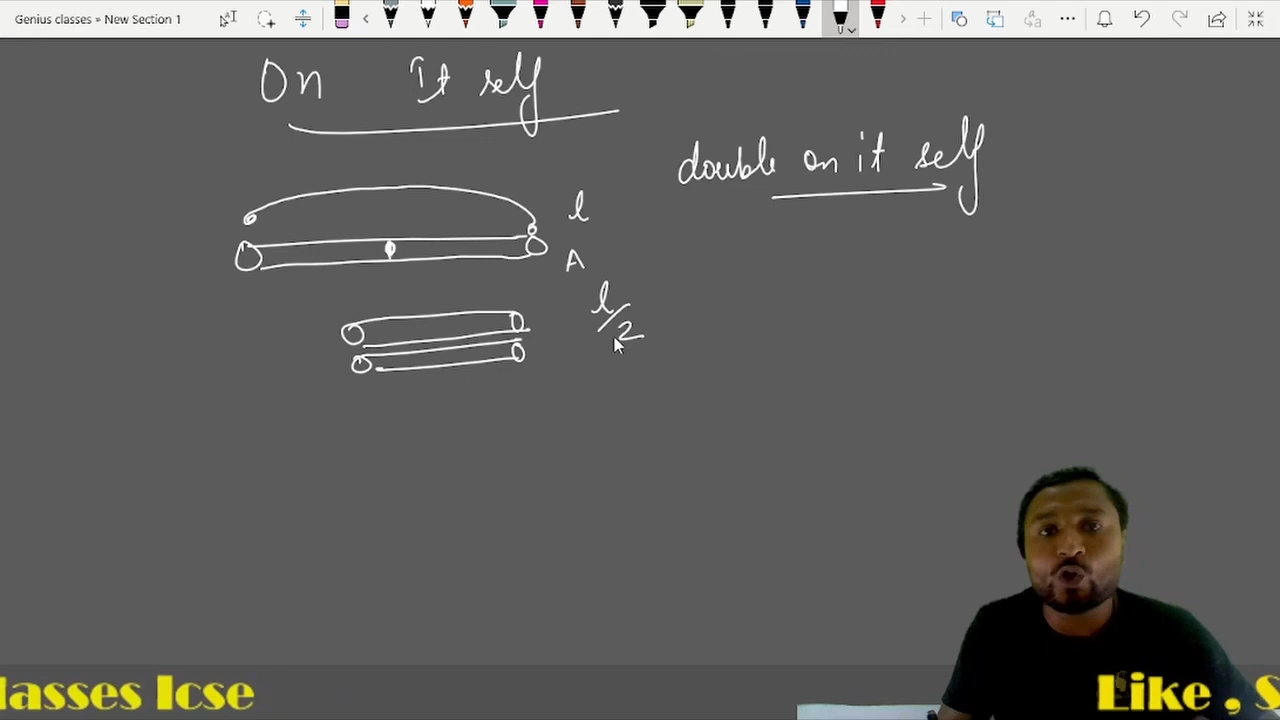 Genius classes » New Section 1
On It self
double on it self
l
A
l/2
lasses Icse
Like , S